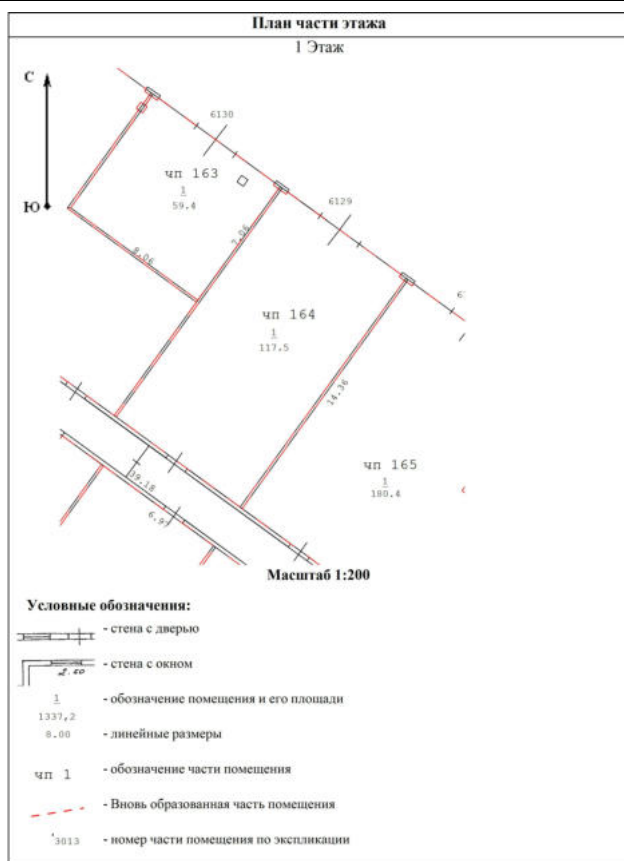 План части этажа
1 Этаж
С
Ю
6130
чп 163
1
59.4
6129
7.06
8.06
чп 164
1
117.5
14.36
чп 165
1
180.4
39.18
6.97
Масштаб 1:200
Условные обозначения:
- стена с дверью
2.60
- стена с окном
1
1337,2
- обозначение помещения и его площади
8.00
- линейные размеры
чп 1
- обозначение части помещения
- Вновь образованная часть помещения
3013
- номер части помещения по экспликации